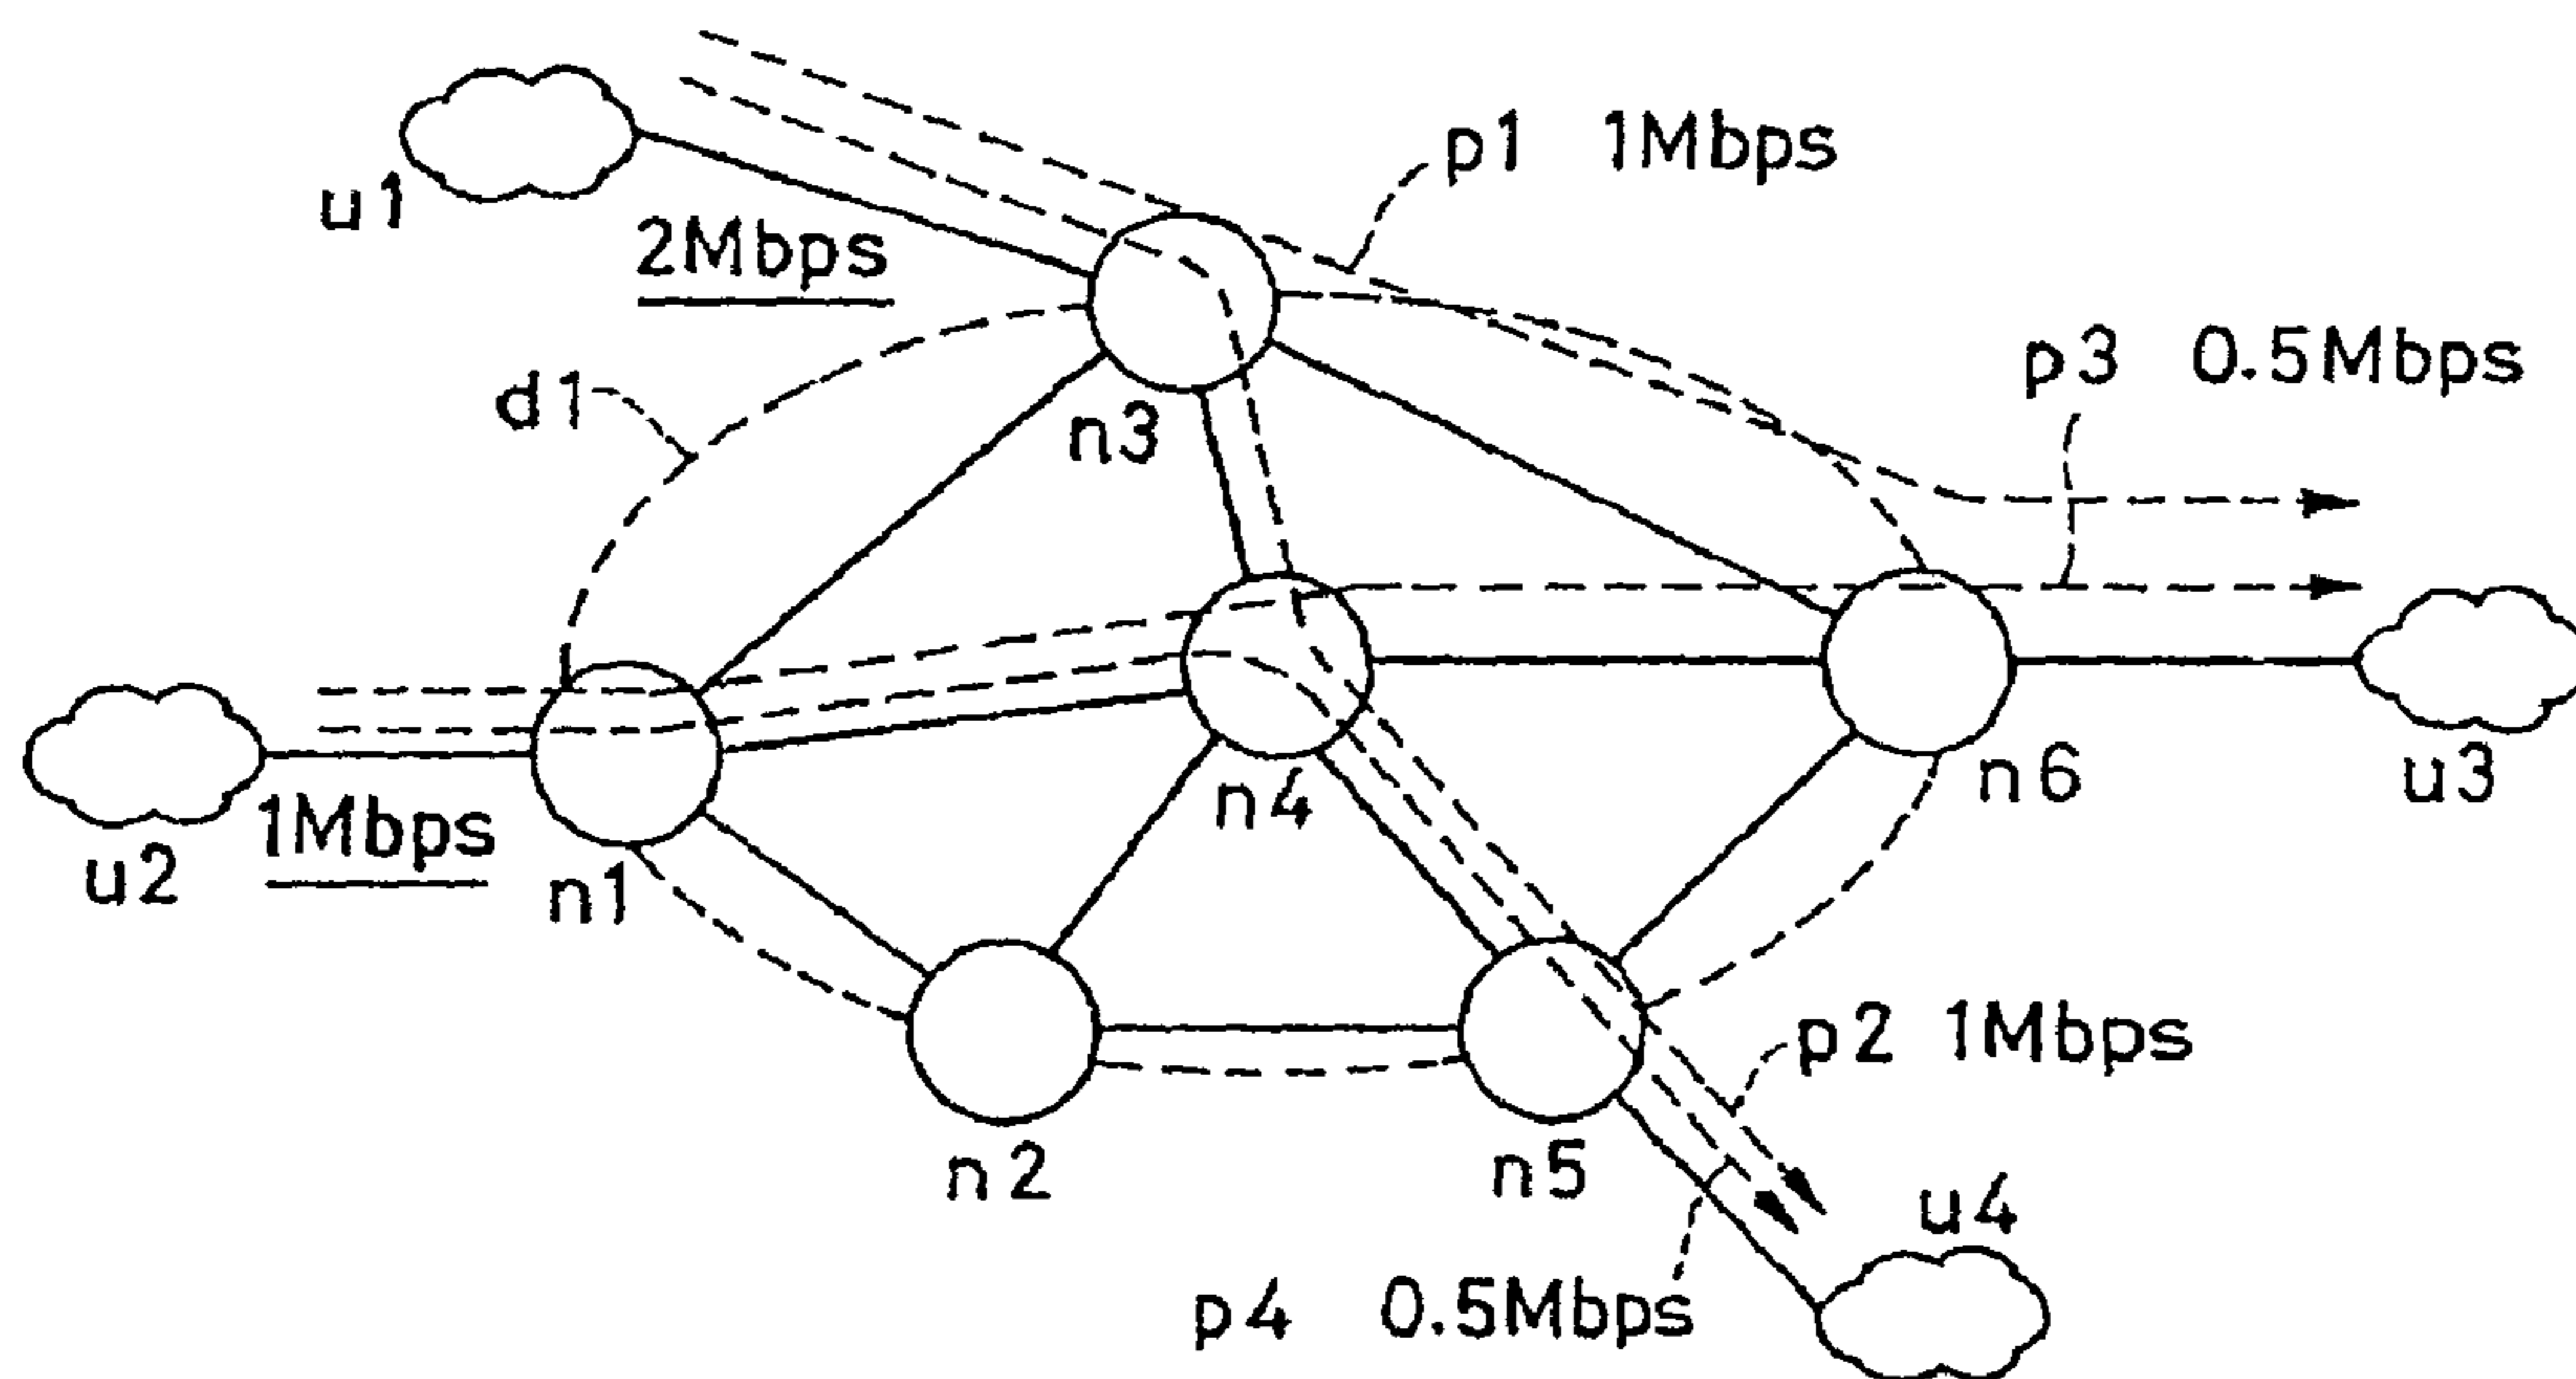 u1
2Mbps
p1 1Mbps
p3 0.5Mbps
d1
n3
n4
n6
u3
u2
1Mbps
n1
n2
n5
p2 1Mbps
u4
p4 0.5Mbps